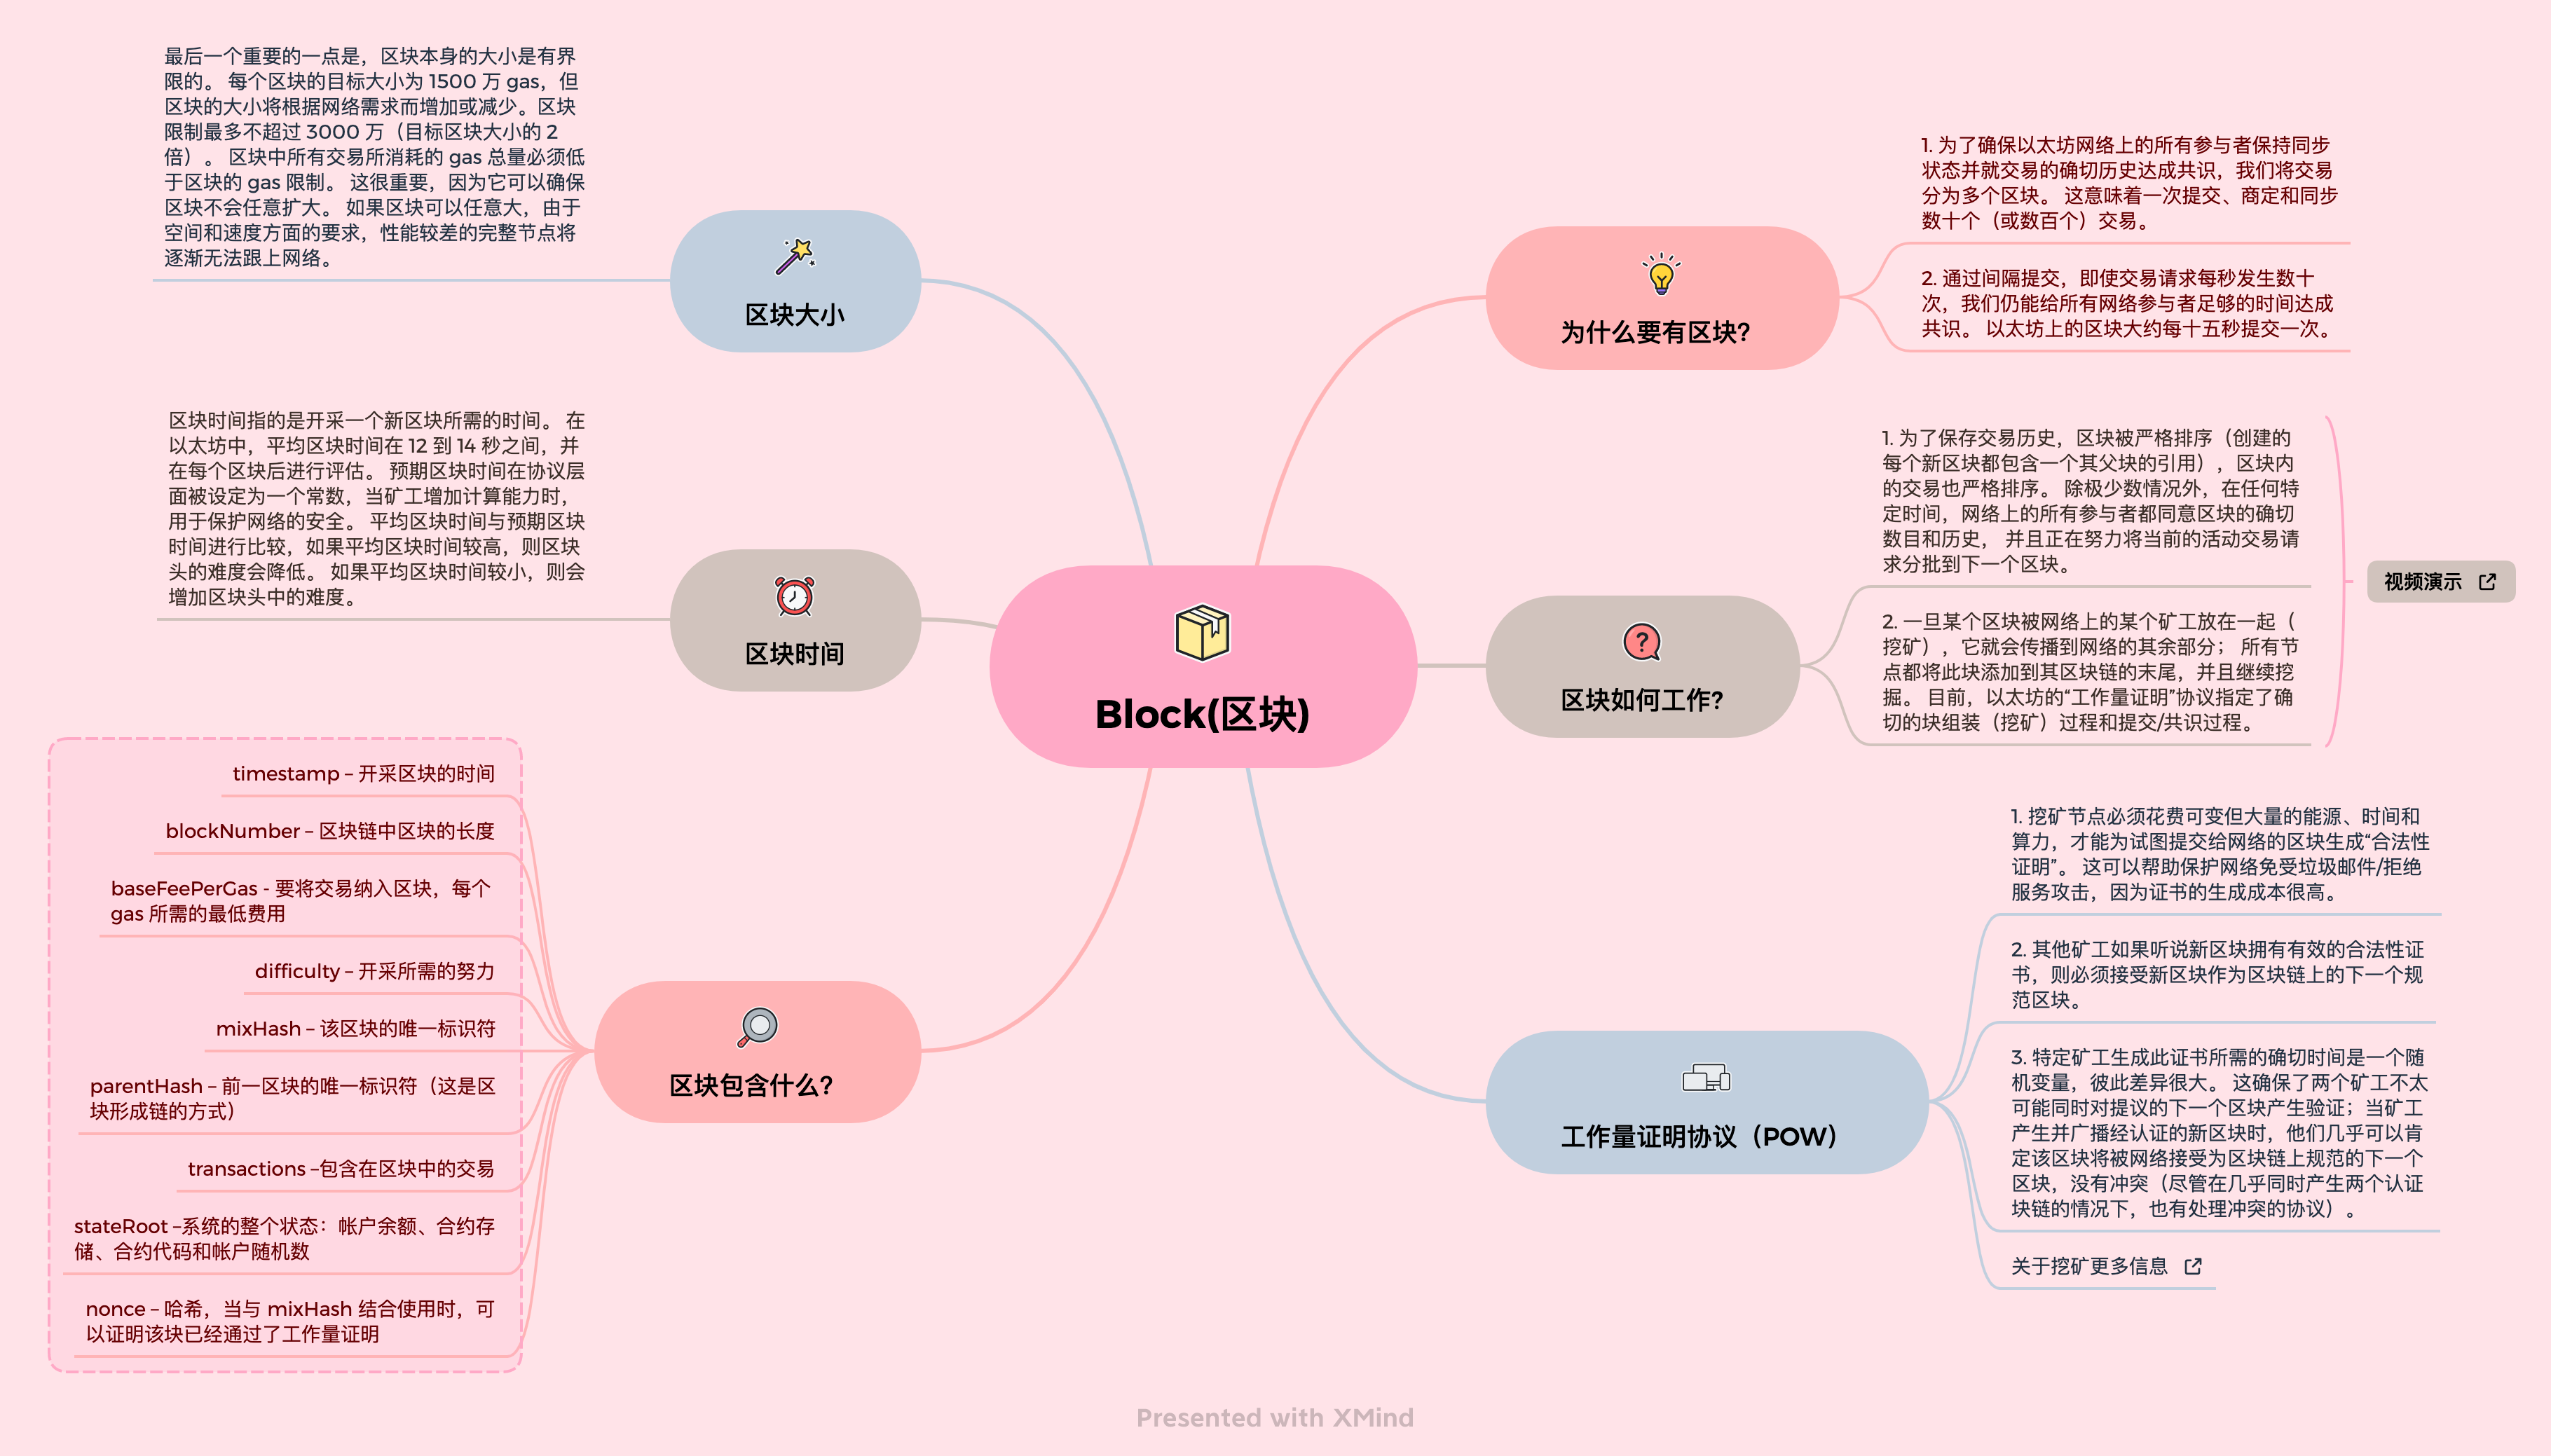 Block(区块)
为什么要有区块?
1. 为了确保以太坊网络上的所有参与者保持同步
状态并就交易的确切历史达成共识，我们将交易
分为多个区块。 这意味着一次提交、商定和同步
数十个（或数百个）交易。
2. 通过间隔提交，即使交易请求每秒发生数十
次，我们仍能给所有网络参与者足够的时间达成
共识。 以太坊上的区块大约每十五秒提交一次。
区块如何工作?
1. 为了保存交易历史，区块被严格排序（创建的
每个新区块都包含一个其父块的引用），区块内
的交易也严格排序。 除极少数情况外，在任何特
定时间，网络上的所有参与者都同意区块的确切
数目和历史， 并且正在努力将当前的活动交易请
求分批到下一个区块。
2. 一旦某个区块被网络上的某个矿工放在一起（
挖矿），它就会传播到网络的其余部分； 所有节
点都将此块添加到其区块链的末尾，并且继续挖
掘。 目前，以太坊的“工作量证明”协议指定了确
切的块组装（挖矿）过程和提交/共识过程。
视频演示
工作量证明协议（POW）
1. 挖矿节点必须花费可变但大量的能源、时间和
算力，才能为试图提交给网络的区块生成“合法性
证明”。 这可以帮助保护网络免受垃圾邮件/拒绝
服务攻击，因为证书的生成成本很高。
2. 其他矿工如果听说新区块拥有有效的合法性证
书，则必须接受新区块作为区块链上的下一个规
范区块。
3. 特定矿工生成此证书所需的确切时间是一个随
机变量，彼此差异很大。 这确保了两个矿工不太
可能同时对提议的下一个区块产生验证；当矿工
产生并广播经认证的新区块时，他们几乎可以肯
定该区块将被网络接受为区块链上规范的下一个
区块，没有冲突（尽管在几乎同时产生两个认证
块链的情况下，也有处理冲突的协议）。
关于挖矿更多信息
区块大小
最后一个重要的一点是，区块本身的大小是有界
限的。 每个区块的目标大小为 1500 万 gas，但
区块的大小将根据网络需求而增加或减少。区块
限制最多不超过 3000 万（目标区块大小的 2
倍）。 区块中所有交易所消耗的 gas 总量必须低
于区块的 gas 限制。 这很重要，因为它可以确保
区块不会任意扩大。 如果区块可以任意大，由于
空间和速度方面的要求，性能较差的完整节点将
逐渐无法跟上网络。
区块时间
区块时间指的是开采一个新区块所需的时间。 在
以太坊中，平均区块时间在 12 到 14 秒之间，并
在每个区块后进行评估。 预期区块时间在协议层
面被设定为一个常数，当矿工增加计算能力时，
用于保护网络的安全。 平均区块时间与预期区块
时间进行比较，如果平均区块时间较高，则区块
头的难度会降低。 如果平均区块时间较小，则会
增加区块头中的难度。
区块包含什么?
timestamp – 开采区块的时间
blockNumber – 区块链中区块的长度
baseFeePerGas - 要将交易纳入区块，每个
gas 所需的最低费用
difficulty – 开采所需的努力
mixHash – 该区块的唯一标识符
parentHash – 前一区块的唯一标识符（这是区
块形成链的方式）
transactions –包含在区块中的交易
stateRoot –系统的整个状态：帐户余额、合约存
储、合约代码和帐户随机数
nonce – 哈希，当与 mixHash 结合使用时，可
以证明该块已经通过了工作量证明
Presented with XMind